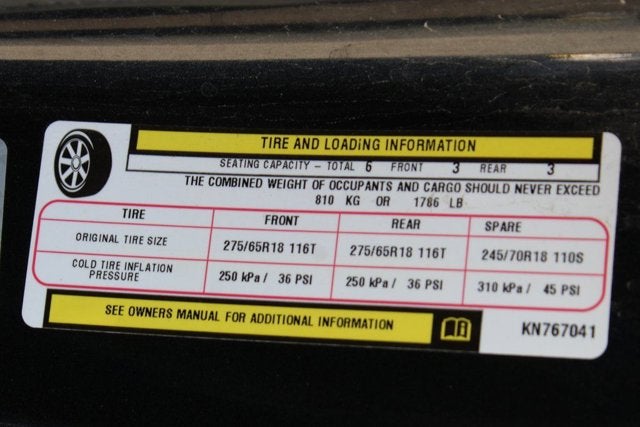 TIRE AND LOADiNG INFORMATION
SEATING CAPACITY – TOTAL 6 FRONT 3 REAR 3
THE COMBINED WEIGHT OF OCCUPANTS AND CARGO SHOULD NEVER EXCEED
810 KG OR 1786 LB
TIRE FRONT REAR SPARE
ORIGINAL TIRE SIZE 275/65R18 116T 275/65R18 116T 245/70R18 110S
COLD TIRE INFLATION
PRESSURE 250 kPa / 36 PSI 250 kPa / 36 PSI 310 kPa / 45 PSI
SEE OWNERS MANUAL FOR ADDITIONAL INFORMATION
KN767041